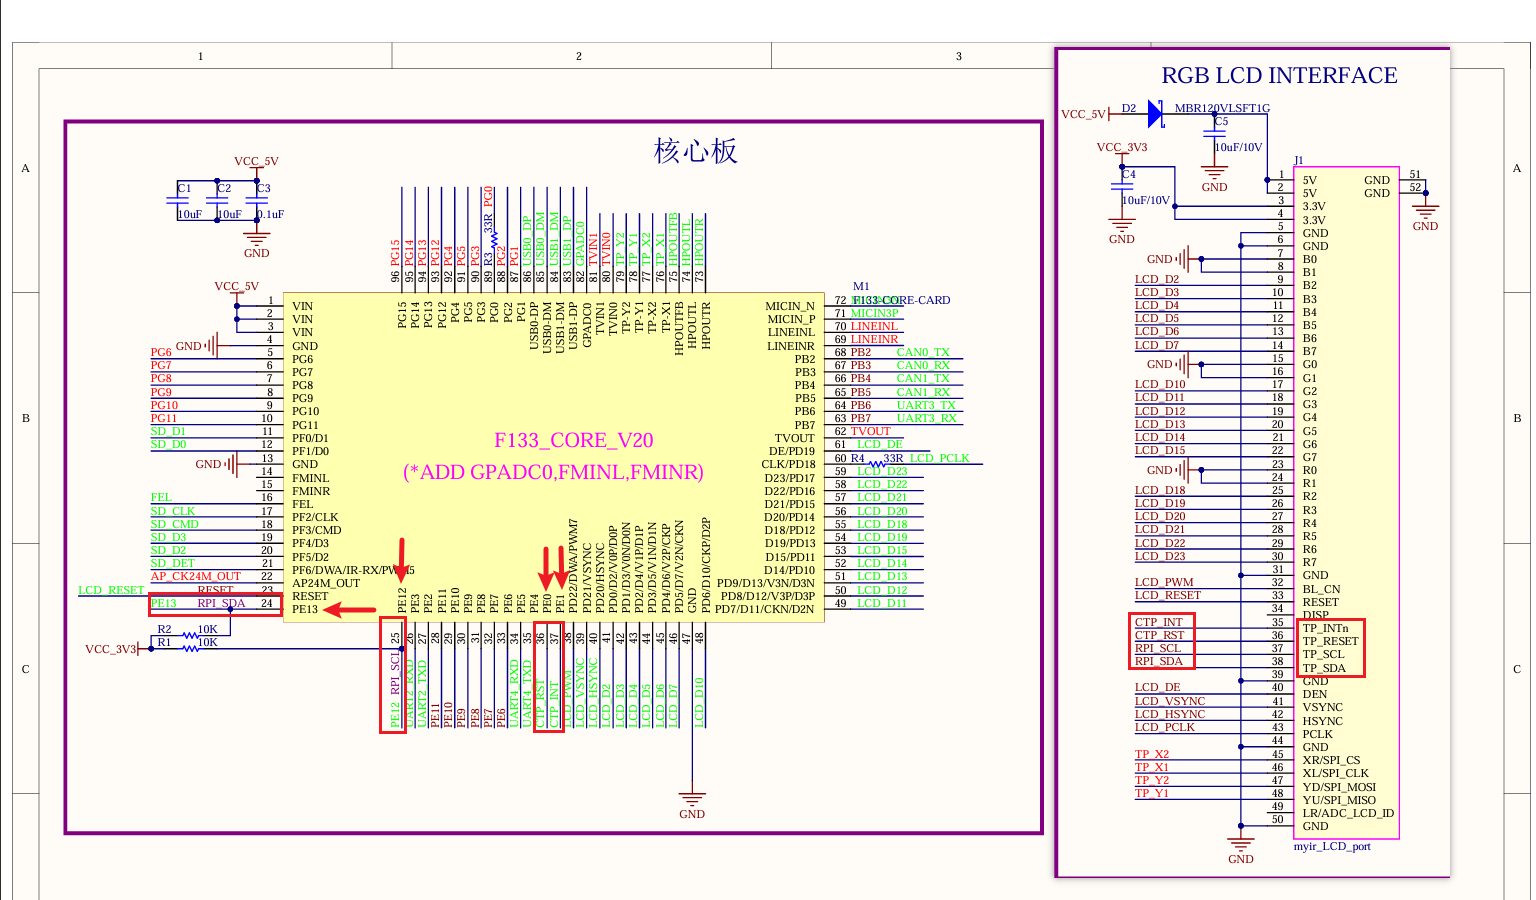 1
2
3
A
B
C
A
B
C
核心板
VCC_5V
C1
C2
C3
10uF
10uF
0.1uF
GND
96 PG15
95 PG14
94 PG13
93 PG12
92 PG4
91 PG5
90 PG3
89 R3 33R PG0
88 PG2
87 PG1
86 USB0_DP
85 USB0_DM
84 USB1_DM
83 USB1_DP
82 GPADC0
81 TVIN1
80 TVIN0
79 TP_Y2
78 TP_Y1
77 TP_X2
76 TP_X1
75 HPOUTFB
74 HPOUTL
73 HPOUTR
PG15
PG14
PG13
PG12
PG4
PG5
PG3
PG0
PG2
PG1
USB0-DP
USB0-DM
USB1-DM
USB1-DP
GPADC0
TVIN1
TVIN0
TP-Y2
TP-Y1
TP-X2
TP-X1
HPOUTFB
HPOUTL
HPOUTR
M1
F133-CORE-CARD
VCC_5V
1 VIN
2 VIN
3 VIN
GND 4 GND
PG6 5 PG6
PG7 6 PG7
PG8 7 PG8
PG9 8 PG9
PG10 9 PG10
PG11 10 PG11
SD_D1 11 PF0/D1
SD_D0 12 PF1/D0
GND 13 GND
14 FMINL
15 FMINR
FEL 16 FEL
SD_CLK 17 PF2/CLK
SD_CMD 18 PF3/CMD
SD_D3 19 PF4/D3
SD_D2 20 PF5/D2
SD_DET 21 PF6/DWA/IR-RX/PWM5
AP_CK24M_OUT 22 AP24M_OUT
LCD_RESET RESET 23 RESET
PE13 RPI_SDA 24 PE13
R2 10K
R1 10K
VCC_3V3
F133_CORE_V20
(*ADD GPADC0,FMINL,FMINR)
MICIN_N 72
MICIN_P 71 MICIN3P
LINEINL 70 LINEINL
LINEINR 69 LINEINR
PB2 68 PB2 CAN0_TX
PB3 67 PB3 CAN0_RX
PB4 66 PB4 CAN1_TX
PB5 65 PB5 CAN1_RX
PB6 64 PB6 UART3_TX
PB7 63 PB7 UART3_RX
TVOUT 62 TVOUT
DE/PD19 61 LCD_DE
CLK/PD18 60 R4 33R LCD_PCLK
D23/PD17 59 LCD_D23
D22/PD16 58 LCD_D22
D21/PD15 57 LCD_D21
D20/PD14 56 LCD_D20
D18/PD12 55 LCD_D18
D19/PD13 54 LCD_D19
D15/PD11 53 LCD_D15
D14/PD10 52 LCD_D14
PD9/D13/V3N/D3N 51 LCD_D13
PD8/D12/V3P/D3P 50 LCD_D12
PD7/D11/CKN/D2N 49 LCD_D11
PE12
PE3
PE2
PE11
PE10
PE9
PE8
PE7
PE6
PE5
PE4
PE0
PE1
PD22/DWA/PWM7
PD21/VSYNC
PD20/HSYNC
PD0/D2/V0P/D0P
PD1/D3/V0N/D0N
PD2/D4/V1P/D1P
PD3/D5/V1N/D1N
PD4/D6/V2P/CKP
PD5/D7/V2N/CKN
GND
PD6/D10/CKP/D2P
25 PE12 RPI_SCL
26 UART2_RXD
27 UART2_TXD
28 PE11
29 PE10
30 PE9
31 PE8
32 PE7
33 PE6
34 UART4_RXD
35 UART4_TXD
36 CTP_RST
37 CTP_INT
38 LCD_PWM
39 LCD_VSYNC
40 LCD_HSYNC
41 LCD_D2
42 LCD_D3
43 LCD_D4
44 LCD_D5
45 LCD_D6
46 LCD_D7
47
48 LCD_D10
GND
RGB LCD INTERFACE
VCC_5V
D2
MBR120VLSFT1G
C5
10uF/10V
GND
VCC_3V3
C4
10uF/10V
GND
J1
1 5V
2 5V
3 3.3V
4 3.3V
5 GND
6 GND
GND 7 B0
8 B1
LCD_D2 9 B2
LCD_D3 10 B3
LCD_D4 11 B4
LCD_D5 12 B5
LCD_D6 13 B6
LCD_D7 14 B7
GND 15 G0
16 G1
LCD_D10 17 G2
LCD_D11 18 G3
LCD_D12 19 G4
LCD_D13 20 G5
LCD_D14 21 G6
LCD_D15 22 G7
GND 23 R0
24 R1
LCD_D18 25 R2
LCD_D19 26 R3
LCD_D20 27 R4
LCD_D21 28 R5
LCD_D22 29 R6
LCD_D23 30 R7
31 GND
LCD_PWM 32 BL_CN
LCD_RESET 33 RESET
34 DISP
CTP_INT 35 TP_INTn
CTP_RST 36 TP_RESET
RPI_SCL 37 TP_SCL
RPI_SDA 38 TP_SDA
39 GND
LCD_DE 40 DEN
LCD_VSYNC 41 VSYNC
LCD_HSYNC 42 HSYNC
LCD_PCLK 43 PCLK
44 GND
TP_X2 45 XR/SPI_CS
TP_X1 46 XL/SPI_CLK
TP_Y2 47 YD/SPI_MOSI
TP_Y1 48 YU/SPI_MISO
49 LR/ADC_LCD_ID
50 GND
GND 51
GND 52
GND
GND
myir_LCD_port